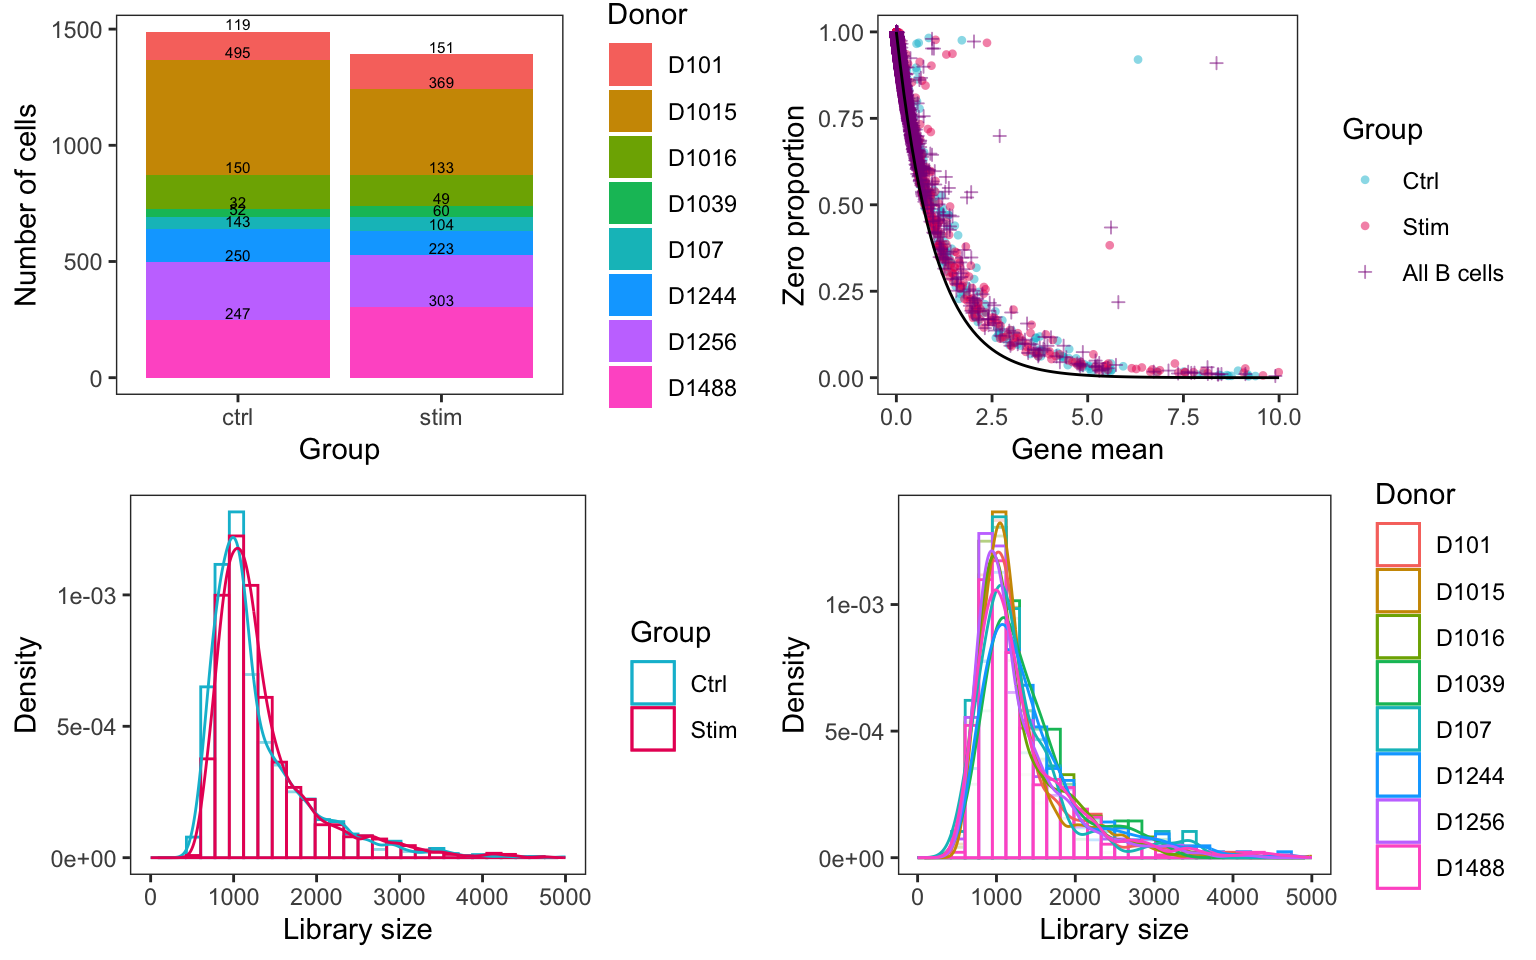 Number of cells
1500
1000
500
0
119
495
150
32
52
143
250
247
151
369
133
49
60
104
223
303
ctrl
stim
Group
Donor
D101
D1015
D1016
D1039
D107
D1244
D1256
D1488
Zero proportion
1.00
0.75
0.50
0.25
0.00
0.0
2.5
5.0
7.5
10.0
Gene mean
Group
Ctrl
Stim
All B cells
Density
1e-03
5e-04
0e+00
0
1000
2000
3000
4000
5000
Library size
Group
Ctrl
Stim
Density
1e-03
5e-04
0e+00
0
1000
2000
3000
4000
5000
Library size
Donor
D101
D1015
D1016
D1039
D107
D1244
D1256
D1488